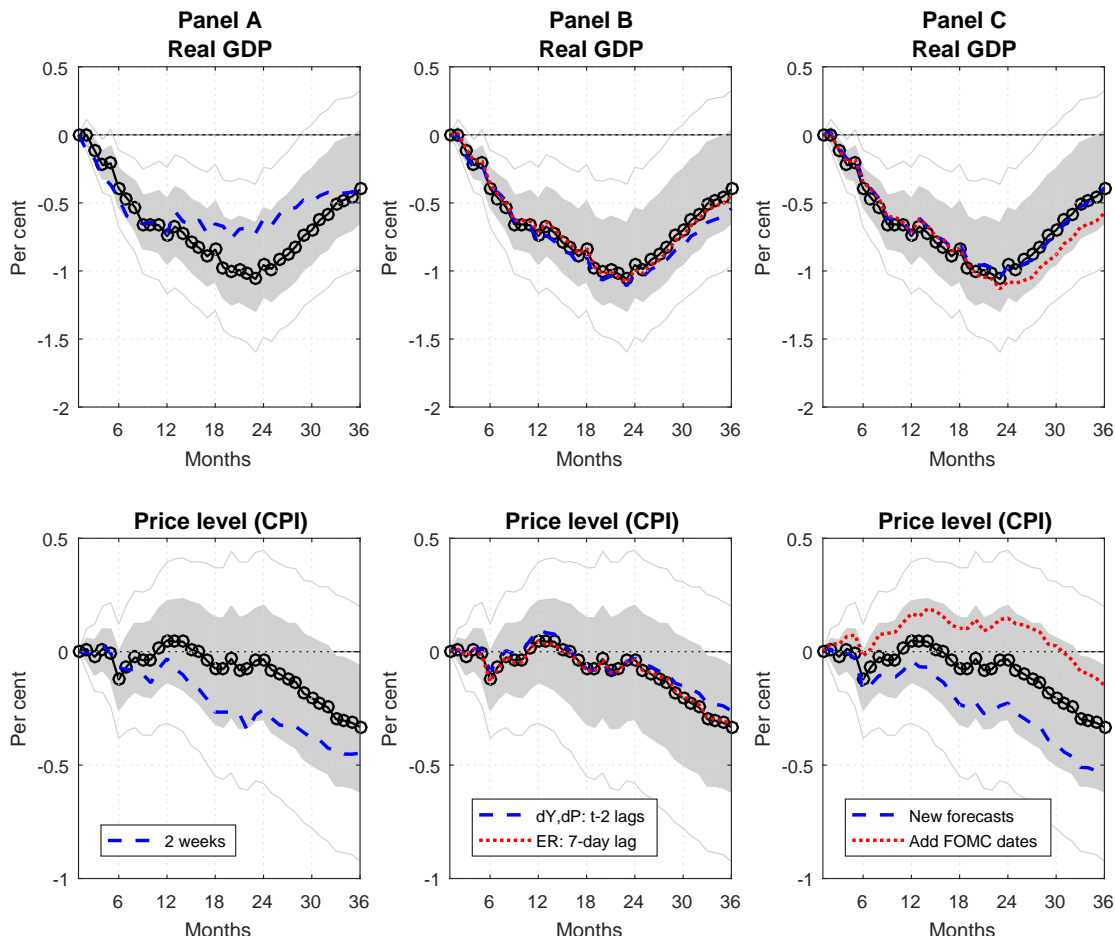 Panel A
Real GDP
Panel B
Real GDP
Panel C
Real GDP
0.5
0
-0.5
-1
-1.5
-2
Per cent
6 12 18 24 30 36
Months
0.5
0
-0.5
-1
-1.5
-2
Per cent
6 12 18 24 30 36
Months
0.5
0
-0.5
-1
-1.5
-2
Per cent
6 12 18 24 30 36
Months
Price level (CPI)
0.5
0
-0.5
-1
Per cent
2 weeks
6 12 18 24 30 36
Months
Price level (CPI)
0.5
0
-0.5
-1
Per cent
dY,dP: t-2 lags
ER: 7-day lag
6 12 18 24 30 36
Months
Price level (CPI)
0.5
0
-0.5
-1
Per cent
New forecasts
Add FOMC dates
6 12 18 24 30 36
Months